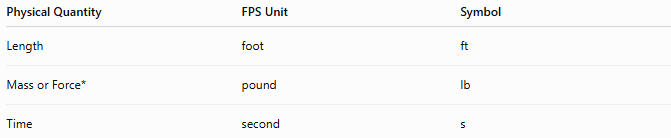 Physical Quantity FPS Unit Symbol
Length foot ft
Mass or Force* pound lb
Time second s